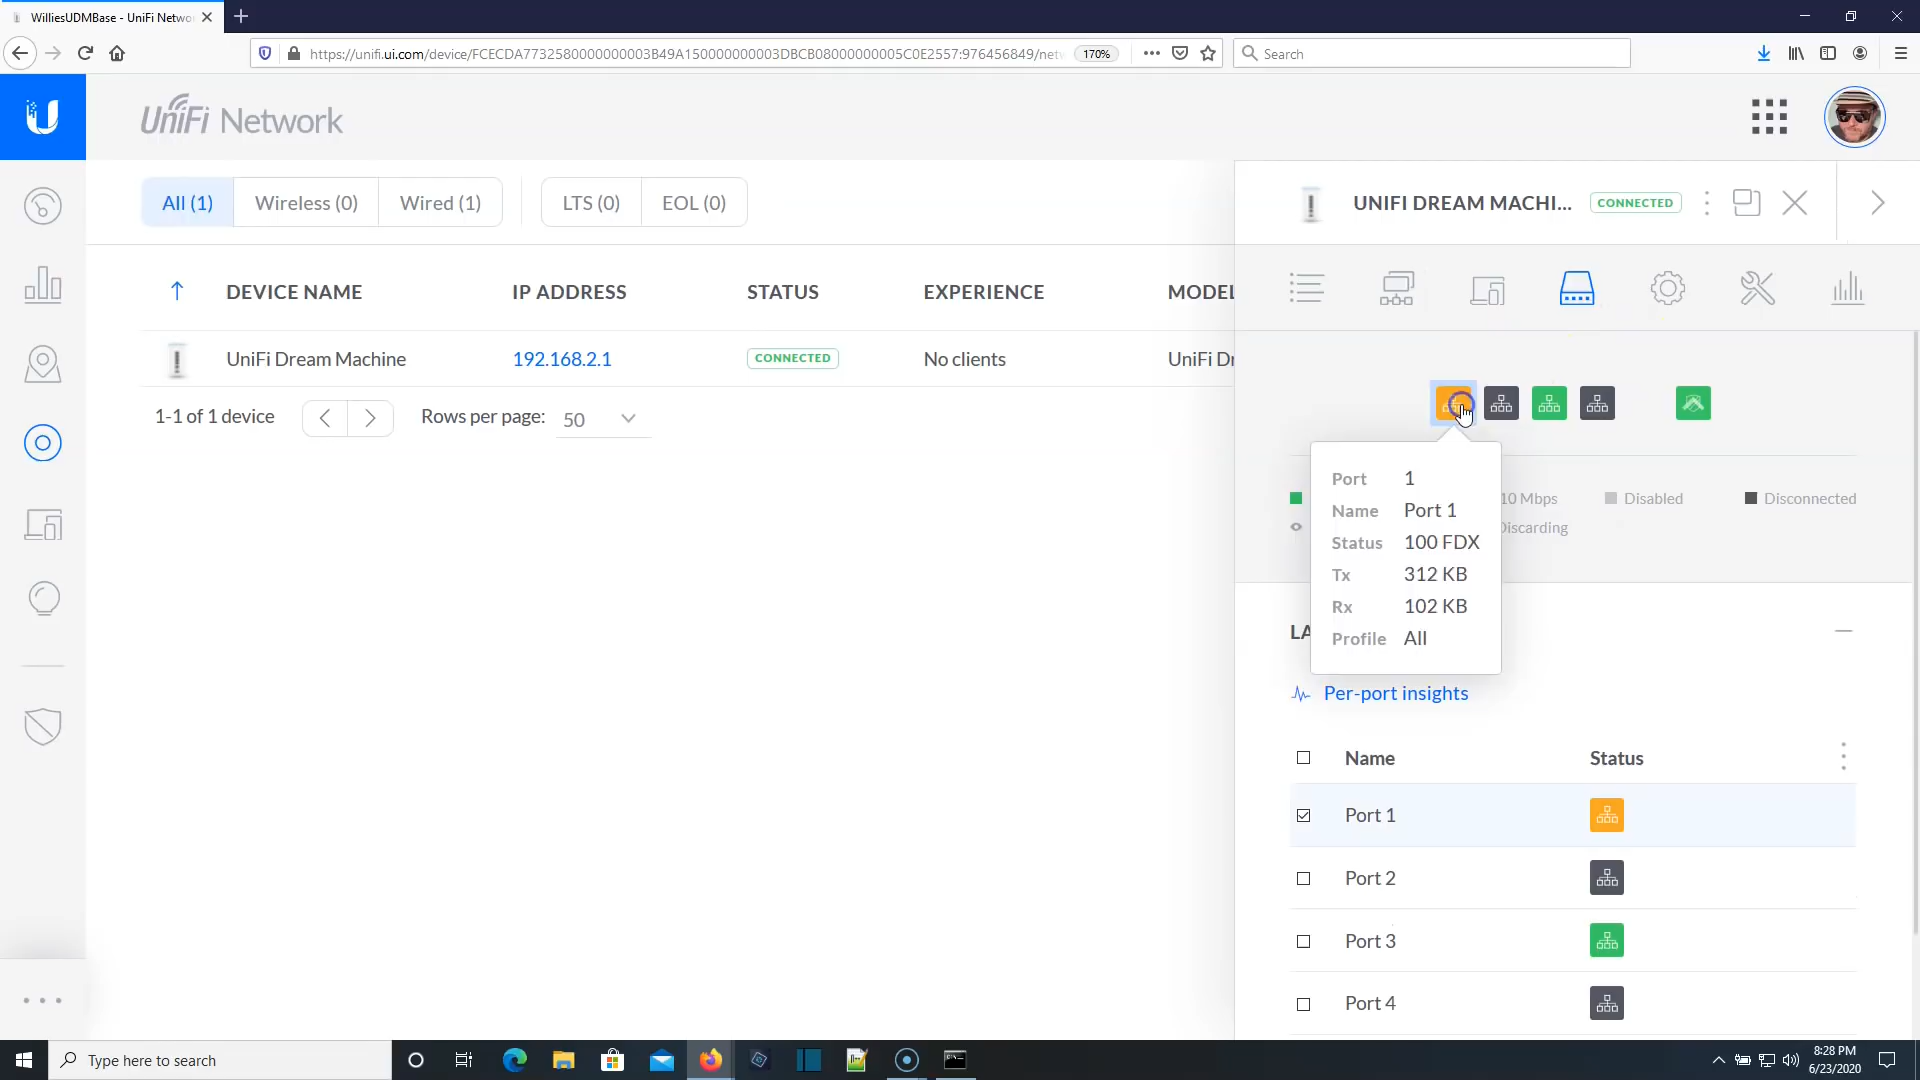 WilliesUDMBase - UniFi Netwo
https://unifi.ui.com/device/FCECDA7732580000000003B49A150000000003DBCB08000000005C0E2557:976456849/netw
170%
Search
UniFi Network
All (1)
Wireless (0)
Wired (1)
LTS (0)
EOL (0)
UNIFI DREAM MACHI...
CONNECTED
DEVICE NAME
IP ADDRESS
STATUS
EXPERIENCE
MODEL
UniFi Dream Machine
192.168.2.1
CONNECTED
No clients
UniFi Dr
1-1 of 1 device
Rows per page:
50
Port 1
Name Port 1
Status 100 FDX
Tx 312 KB
Rx 102 KB
Profile All
10 Mbps
Disabled
Disconnected
Discarding
LA
Per-port insights
Name
Status
Port 1
Port 2
Port 3
Port 4
Type here to search
8:28 PM
6/23/2020